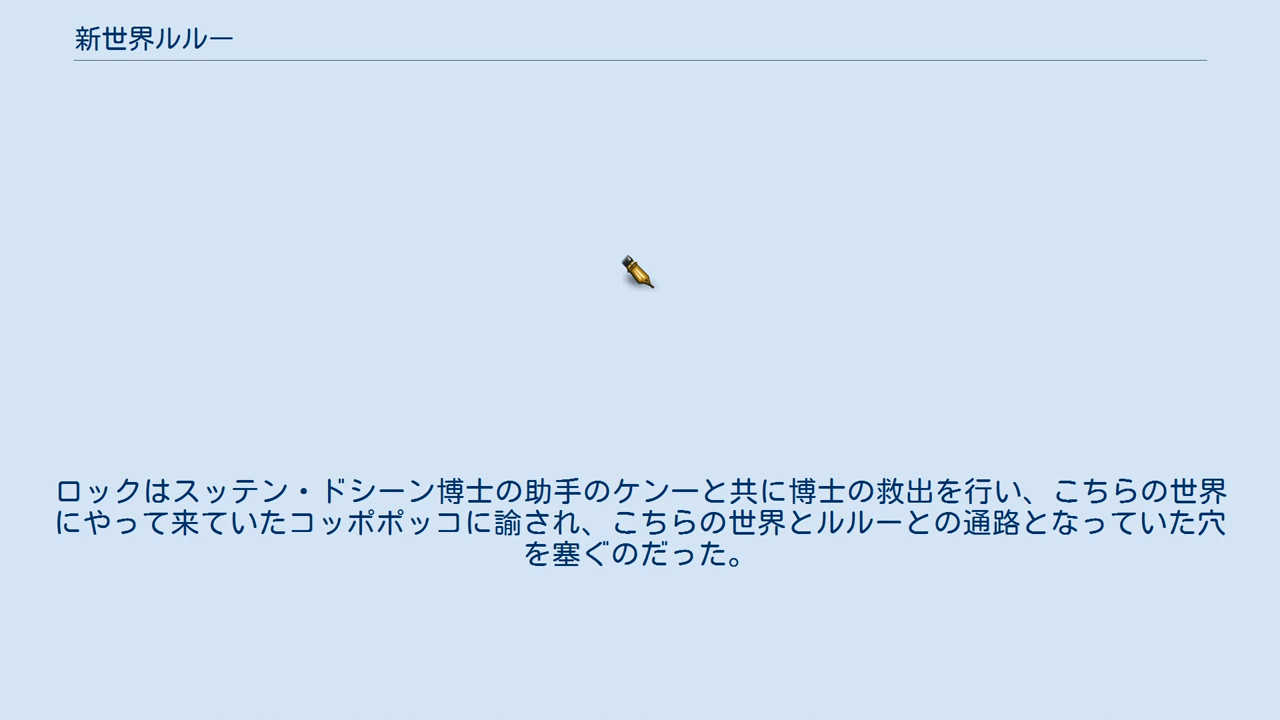 新世界ルルー
ロックはスッテン・ドシーン博士の助手のケン一と共に博士の救出を行い、こちらの世界
にやって来ていたコッポポッコに諭され、こちらの世界とルルーとの通路となっていた穴
を塞ぐのだった。